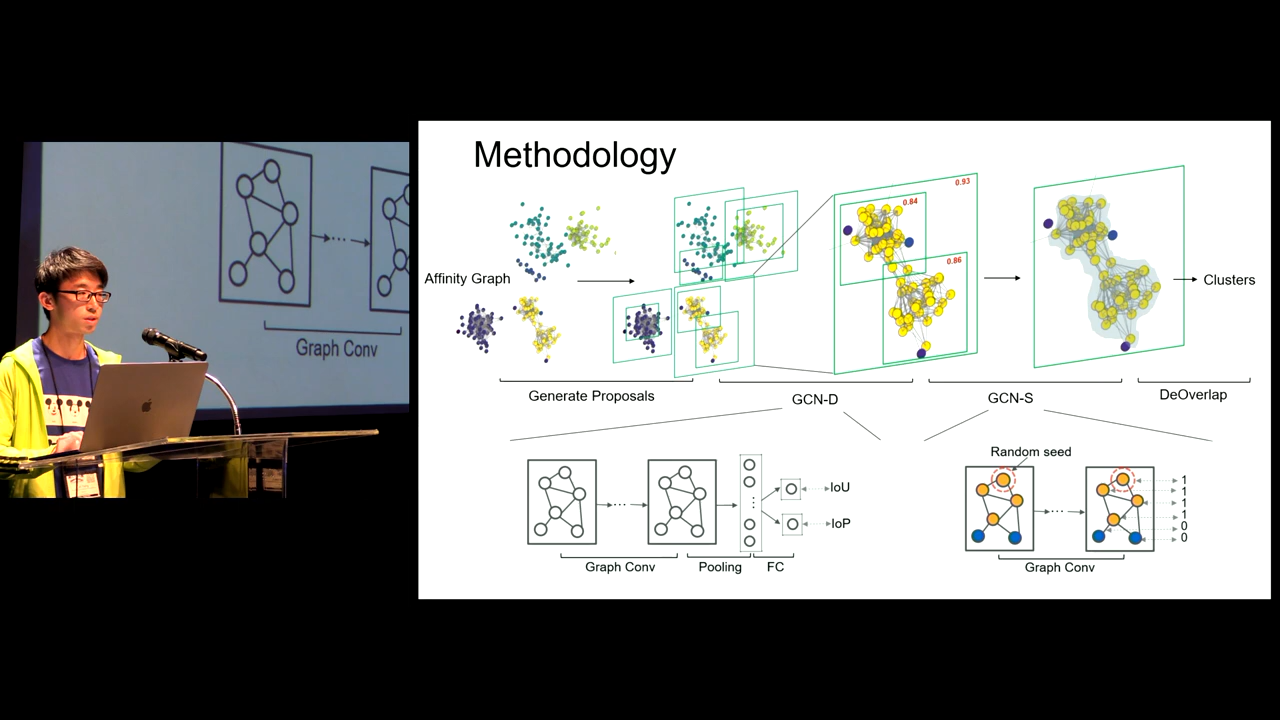 Methodology
0.93
0.84
0.86
Affinity Graph
Clusters
Generate Proposals
GCN-D
GCN-S
DeOverlap
Random seed
IoU
IoP
1
1
1
1
0
0
Graph Conv
Pooling
FC
Graph Conv
Graph Conv